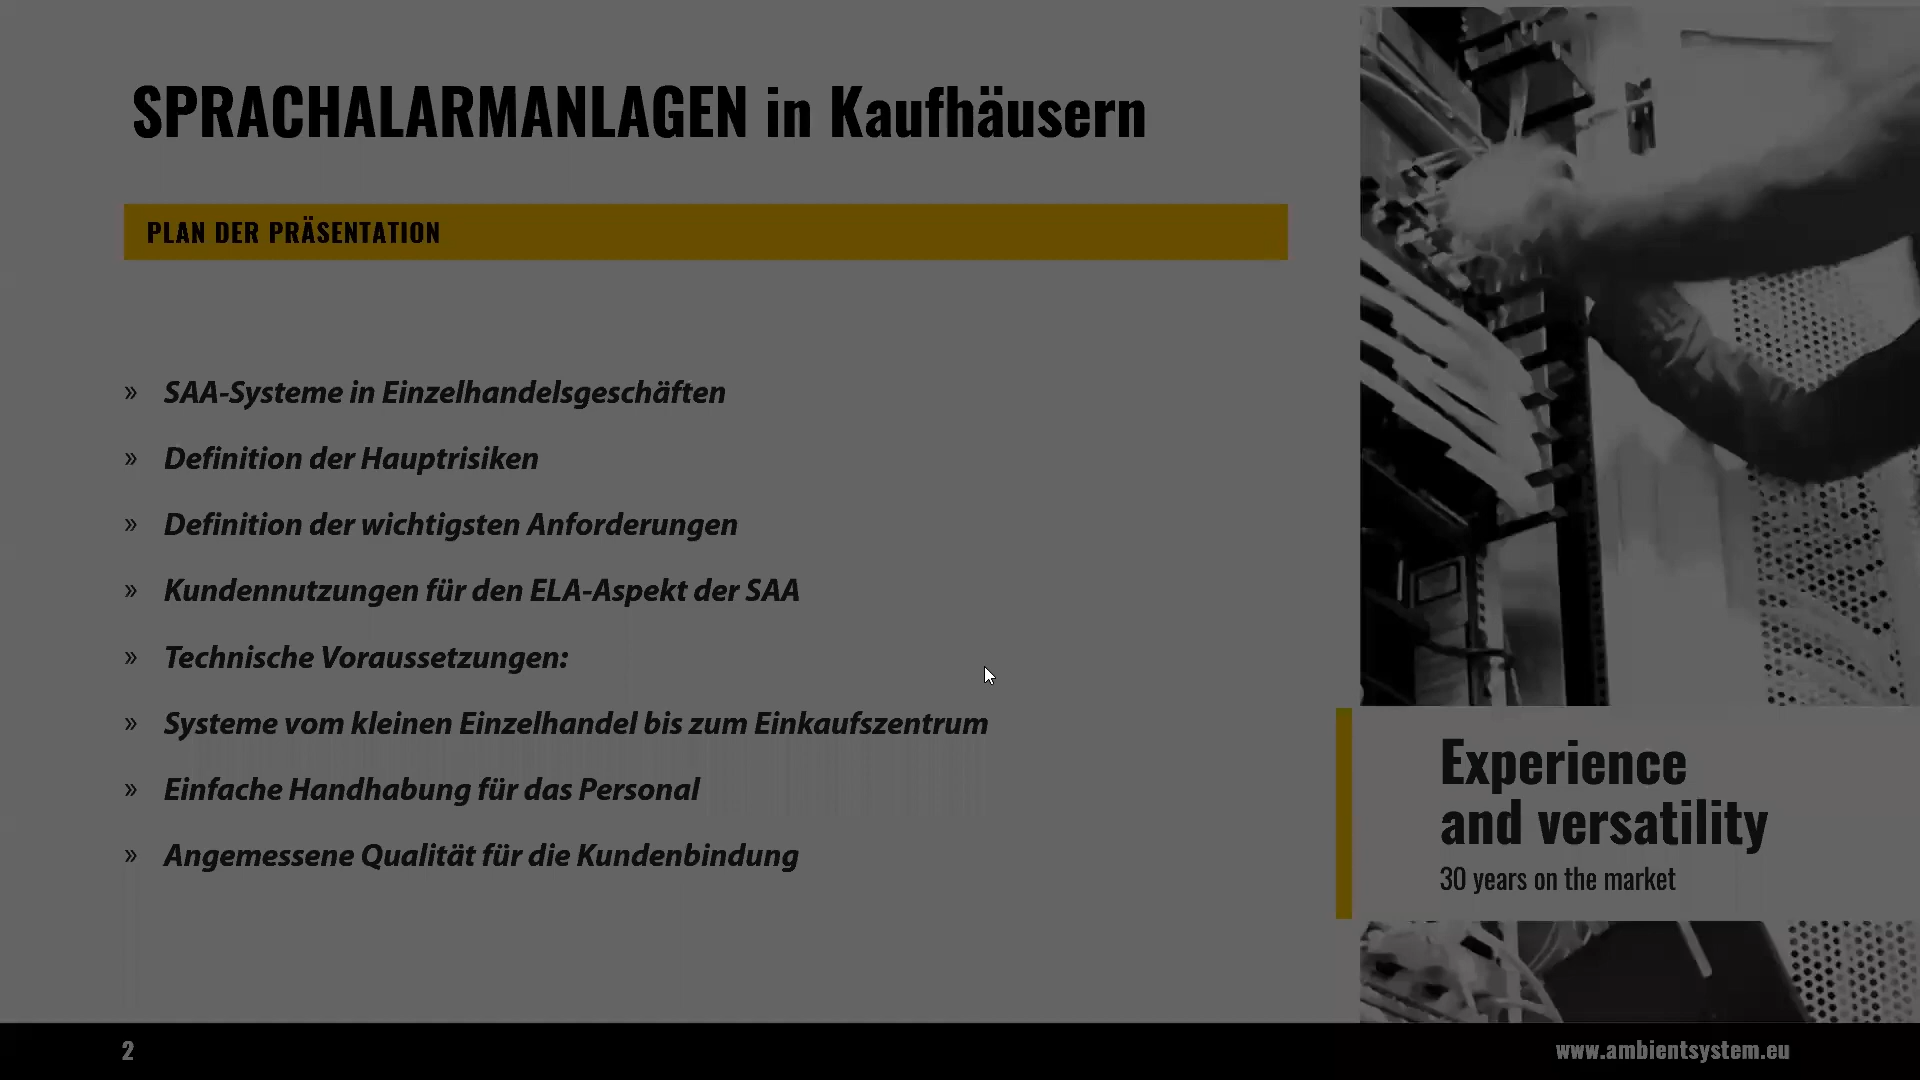 SPRACHALARMANLAGEN in Kaufhäusern
PLAN DER PRÄSENTATION
» SAA-Systeme in Einzelhandelsgeschäften
» Definition der Hauptrisiken
» Definition der wichtigsten Anforderungen
» Kundennutzungen für den ELA-Aspekt der SAA
» Technische Voraussetzungen:
» Systeme vom kleinen Einzelhandel bis zum Einkaufszentrum
» Einfache Handhabung für das Personal
» Angemessene Qualität für die Kundenbindung
Experience
and versatility
30 years on the market
2
www.ambientsystem.eu